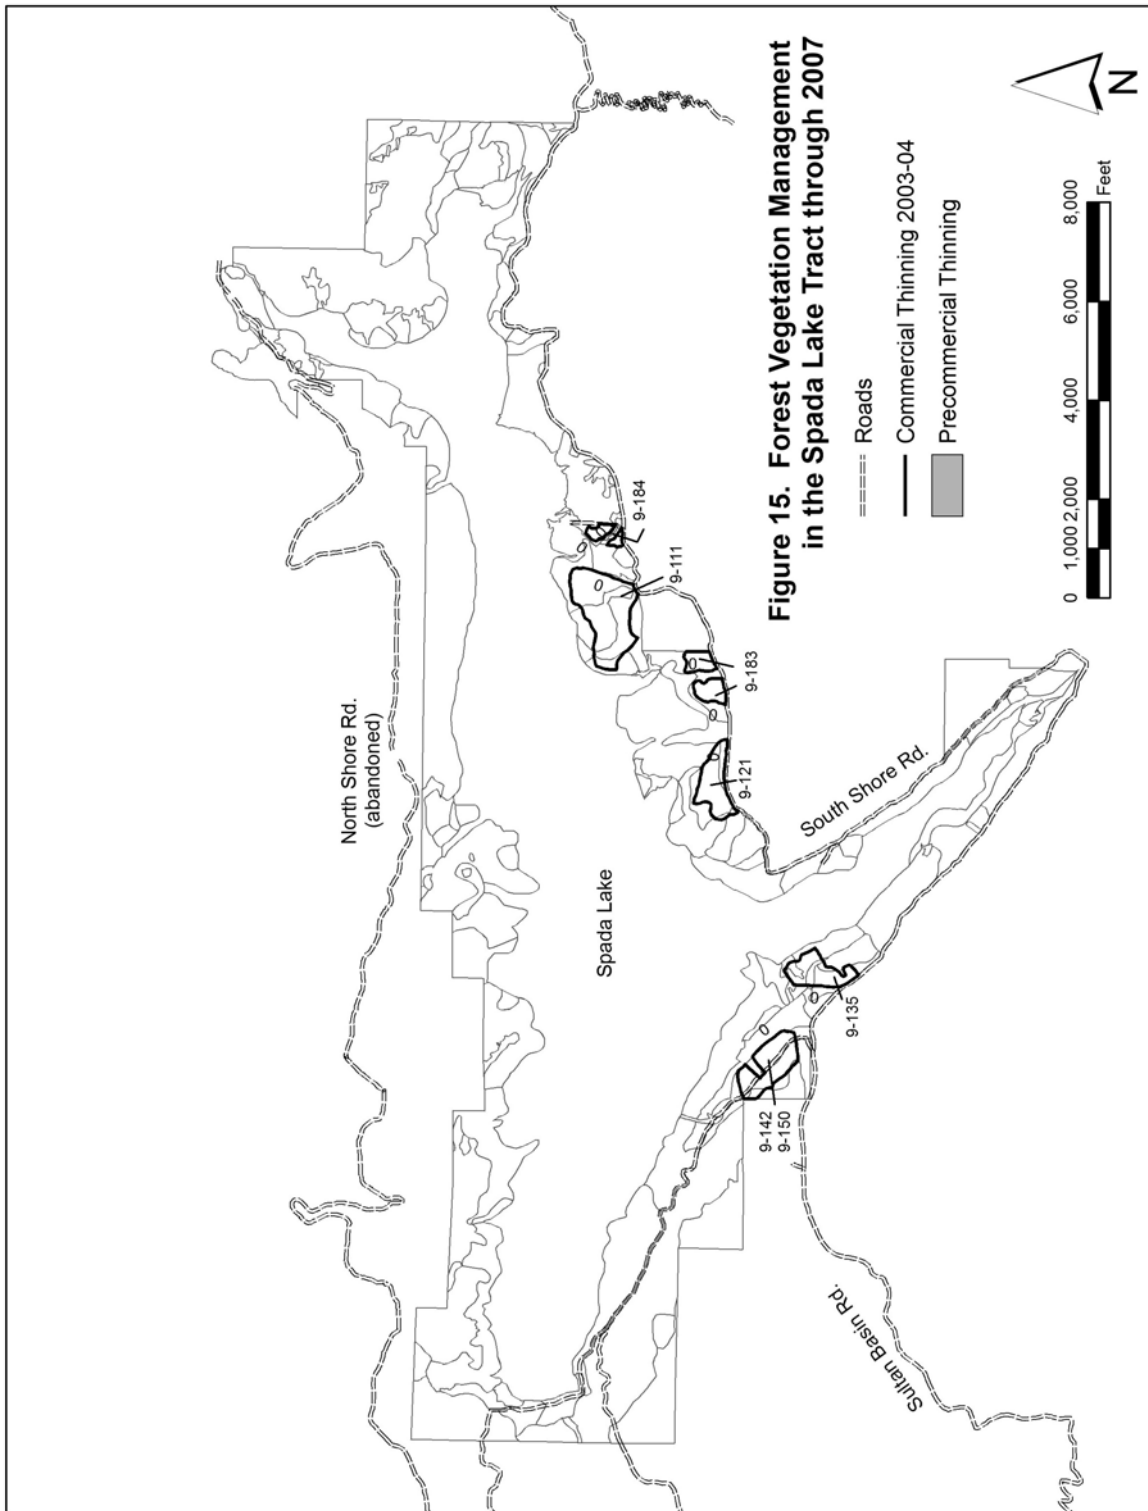 Figure 15. Forest Vegetation Management
in the Spada Lake Tract through 2007
Roads
Commercial Thinning 2003-04
Precommercial Thinning
0 1,000 2,000 4,000 6,000 8,000
Feet
N
North Shore Rd.
(abandoned)
Spada Lake
9-184
9-111
9-183
9-121
South Shore Rd.
9-135
9-142
9-150
Sultan Basin Rd.